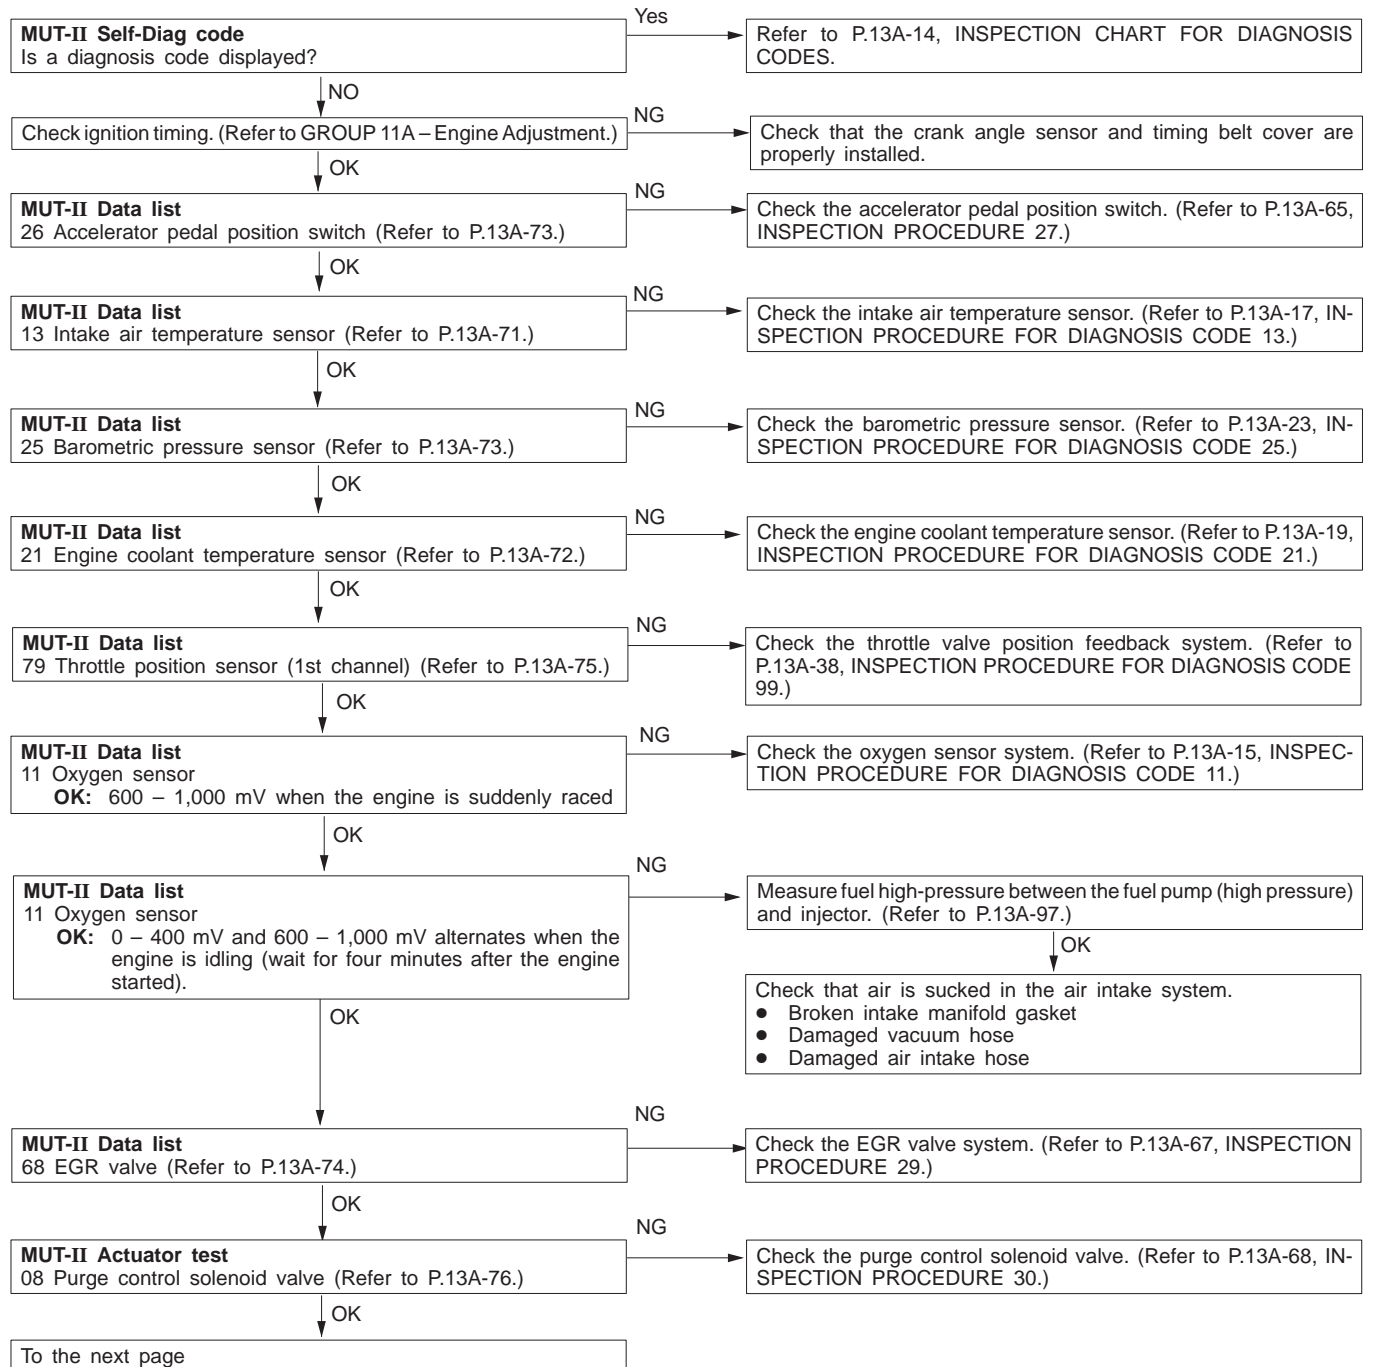 MUT-II Self-Diag code
Is a diagnosis code displayed?
Yes
Refer to P.13A-14, INSPECTION CHART FOR DIAGNOSIS
CODES.
NO
Check ignition timing. (Refer to GROUP 11A – Engine Adjustment.)
NG
Check that the crank angle sensor and timing belt cover are
properly installed.
OK
MUT-II Data list
26 Accelerator pedal position switch (Refer to P.13A-73.)
NG
Check the accelerator pedal position switch. (Refer to P.13A-65,
INSPECTION PROCEDURE 27.)
OK
MUT-II Data list
13 Intake air temperature sensor (Refer to P.13A-71.)
NG
Check the intake air temperature sensor. (Refer to P.13A-17, IN-
SPECTION PROCEDURE FOR DIAGNOSIS CODE 13.)
OK
MUT-II Data list
25 Barometric pressure sensor (Refer to P.13A-73.)
NG
Check the barometric pressure sensor. (Refer to P.13A-23, IN-
SPECTION PROCEDURE FOR DIAGNOSIS CODE 25.)
OK
MUT-II Data list
21 Engine coolant temperature sensor (Refer to P.13A-72.)
NG
Check the engine coolant temperature sensor. (Refer to P.13A-19,
INSPECTION PROCEDURE FOR DIAGNOSIS CODE 21.)
OK
MUT-II Data list
79 Throttle position sensor (1st channel) (Refer to P.13A-75.)
NG
Check the throttle valve position feedback system. (Refer to
P.13A-38, INSPECTION PROCEDURE FOR DIAGNOSIS CODE
99.)
OK
MUT-II Data list
11 Oxygen sensor
OK: 600 – 1,000 mV when the engine is suddenly raced
NG
Check the oxygen sensor system. (Refer to P.13A-15, INSPEC-
TION PROCEDURE FOR DIAGNOSIS CODE 11.)
OK
MUT-II Data list
11 Oxygen sensor
OK: 0 – 400 mV and 600 – 1,000 mV alternates when the
engine is idling (wait for four minutes after the engine
started).
NG
Measure fuel high-pressure between the fuel pump (high pressure)
and injector. (Refer to P.13A-97.)
OK
Check that air is sucked in the air intake system.
● Broken intake manifold gasket
● Damaged vacuum hose
● Damaged air intake hose
OK
MUT-II Data list
68 EGR valve (Refer to P.13A-74.)
NG
Check the EGR valve system. (Refer to P.13A-67, INSPECTION
PROCEDURE 29.)
OK
MUT-II Actuator test
08 Purge control solenoid valve (Refer to P.13A-76.)
NG
Check the purge control solenoid valve. (Refer to P.13A-68, IN-
SPECTION PROCEDURE 30.)
OK
To the next page